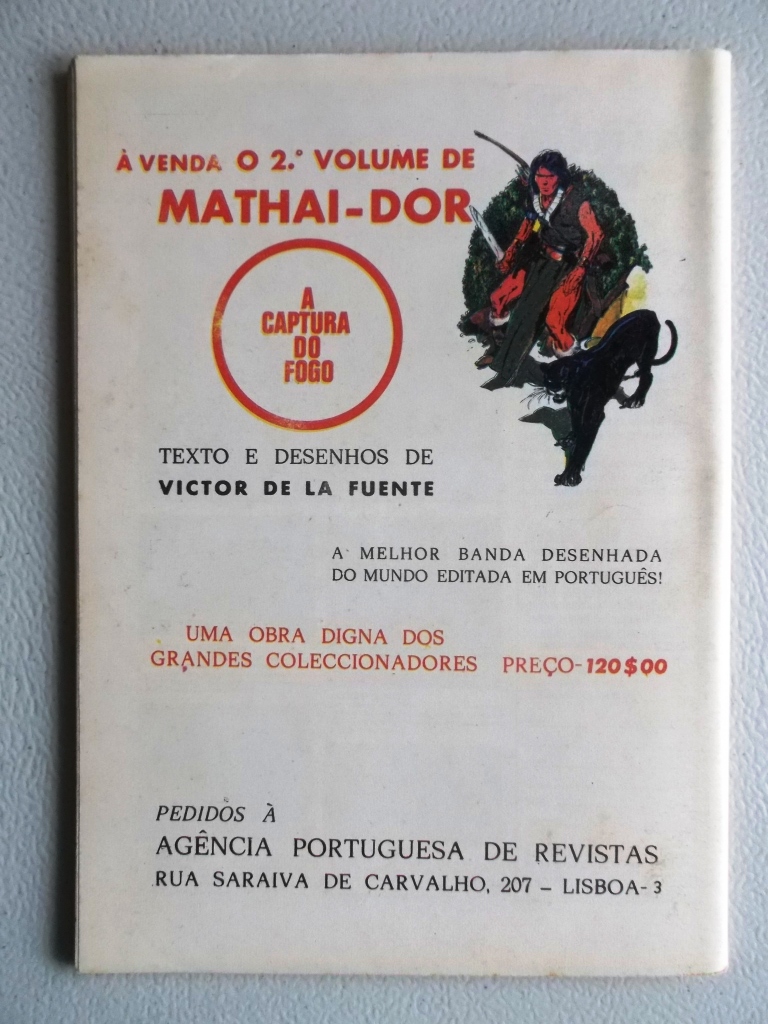 À VENDA O 2.º VOLUME DE
MATHAI-DOR
A
CAPTURA
DO
FOGO
TEXTO E DESENHOS DE
VICTOR DE LA FUENTE
A MELHOR BANDA DESENHADA
DO MUNDO EDITADA EM PORTUGUÊS!
UMA OBRA DIGNA DOS
GRANDES COLECCIONADORES PREÇO-120$00
PEDIDOS À
AGÊNCIA PORTUGUESA DE REVISTAS
RUA SARAIVA DE CARVALHO, 207 – LISBOA-3